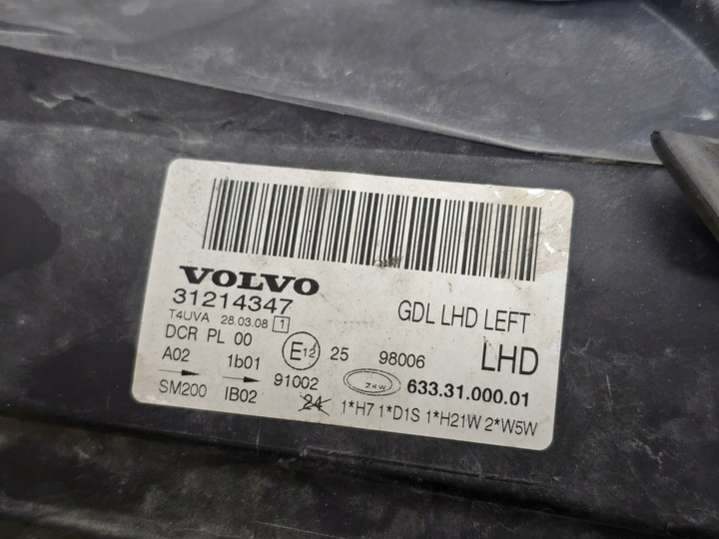 VOLVO
31214347
GDL LHD LEFT
T4UVA 28.03.08 1
DCR PL 00
E12 25 98006 LHD
A02 1b01
91002 ZKW 633.31.000.01
SM200 IB02
24 1*H7 1*D1S 1*H21W 2*W5W